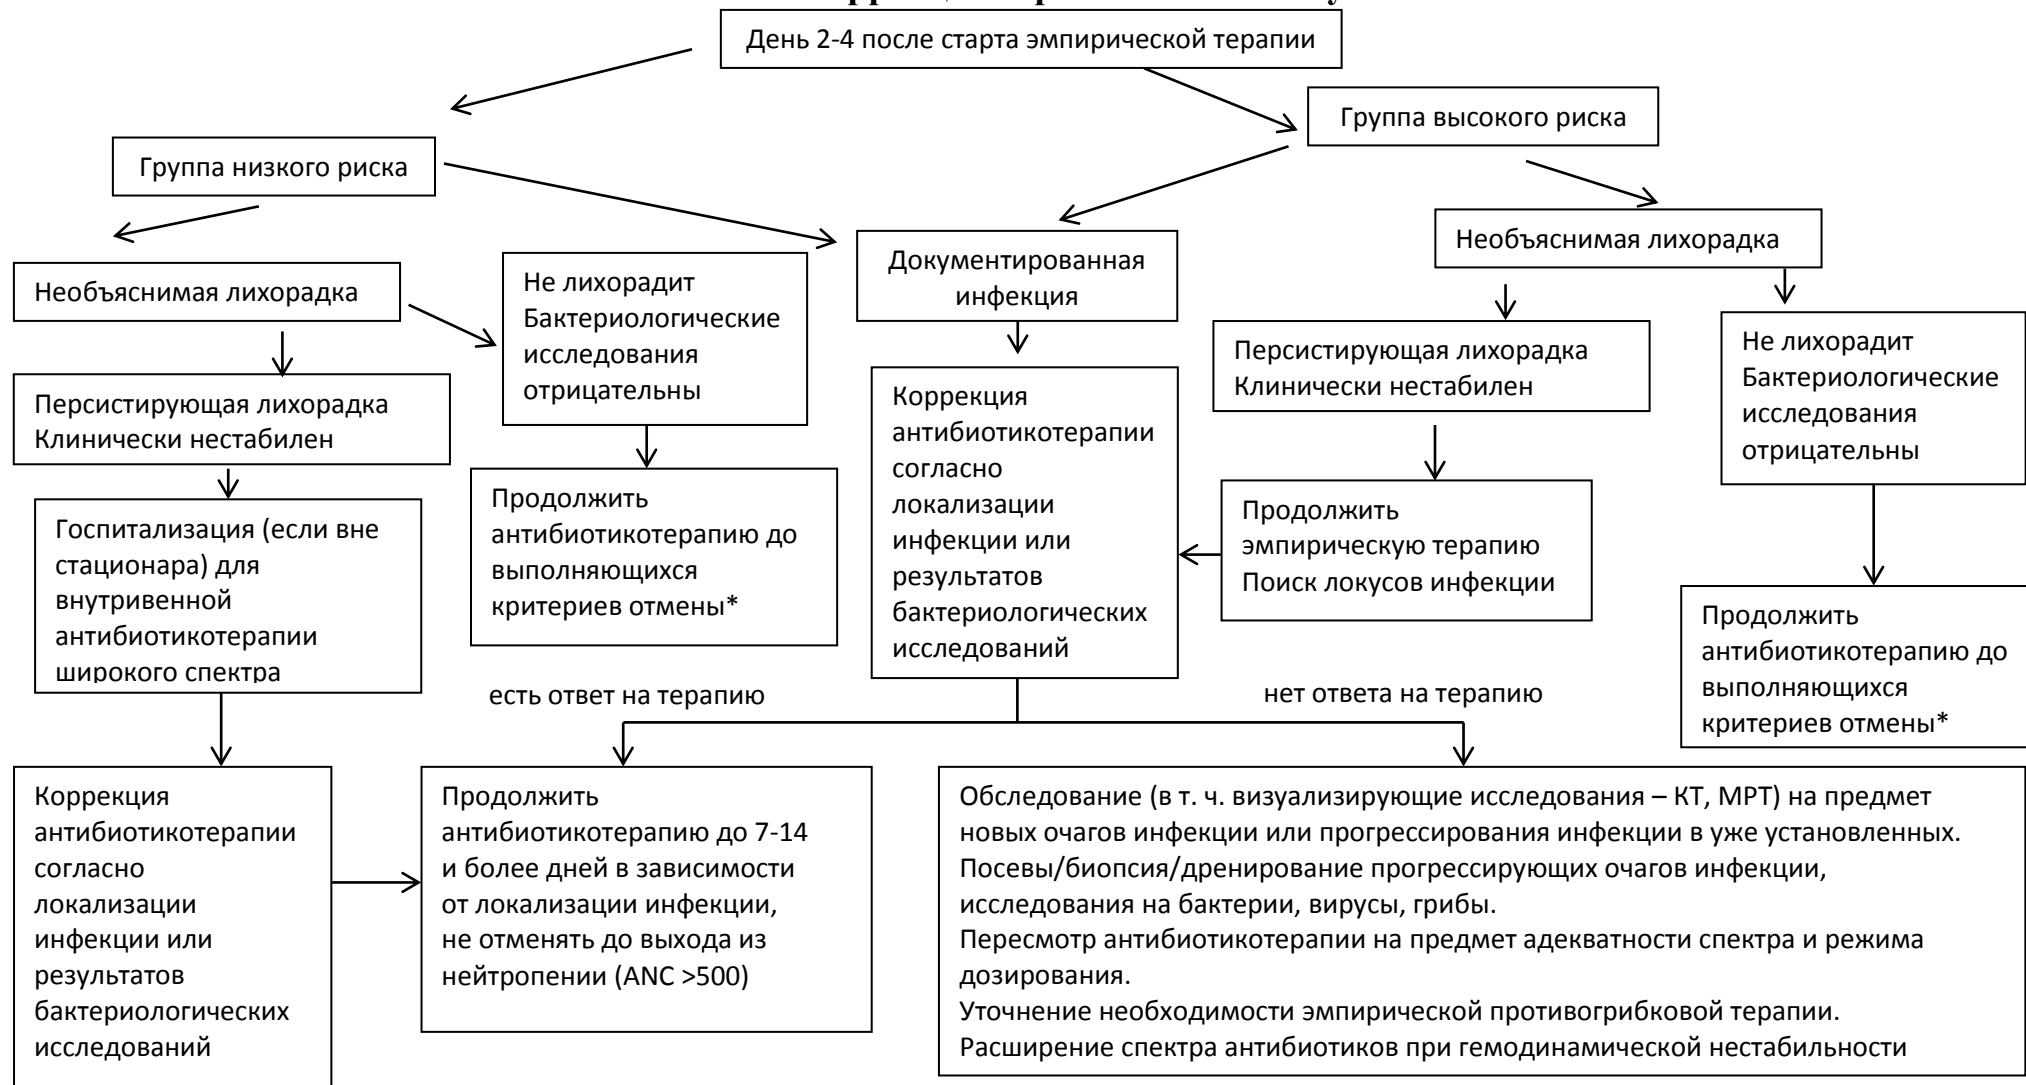 День 2-4 после старта эмпирической терапии
Группа высокого риска
Группа низкого риска
Необъяснимая лихорадка
Не лихорадит
Бактериологические
исследования
отрицательны
Документированная
инфекция
Необъяснимая лихорадка
Персистирующая лихорадка
Клинически нестабилен
Персистирующая лихорадка
Клинически нестабилен
Не лихорадит
Бактериологические
исследования
отрицательны
Госпитализация (если вне
стационара) для
внутривенной
антибиотикотерапии
широкого спектра
Продолжить
антибиотикотерапию до
выполняющихся
критериев отмены*
Коррекция
антибиотикотерапии
согласно
локализации
инфекции или
результатов
бактериологических
исследований
Продолжить
эмпирическую терапию
Поиск локусов инфекции
Продолжить
антибиотикотерапию до
выполняющихся
критериев отмены*
есть ответ на терапию
нет ответа на терапию
Коррекция
антибиотикотерапии
согласно
локализации
инфекции или
результатов
бактериологических
исследований
Продолжить
антибиотикотерапию до 7-14
и более дней в зависимости
от локализации инфекции,
не отменять до выхода из
нейтропении (ANC >500)
Обследование (в т. ч. визуализирующие исследования – КТ, МРТ) на предмет
новых очагов инфекции или прогрессирования инфекции в уже установленных.
Посевы/биопсия/дренирование прогрессирующих очагов инфекции,
исследования на бактерии, вирусы, грибы.
Пересмотр антибиотикотерапии на предмет адекватности спектра и режима
дозирования.
Уточнение необходимости эмпирической противогрибковой терапии.
Расширение спектра антибиотиков при гемодинамической нестабильности